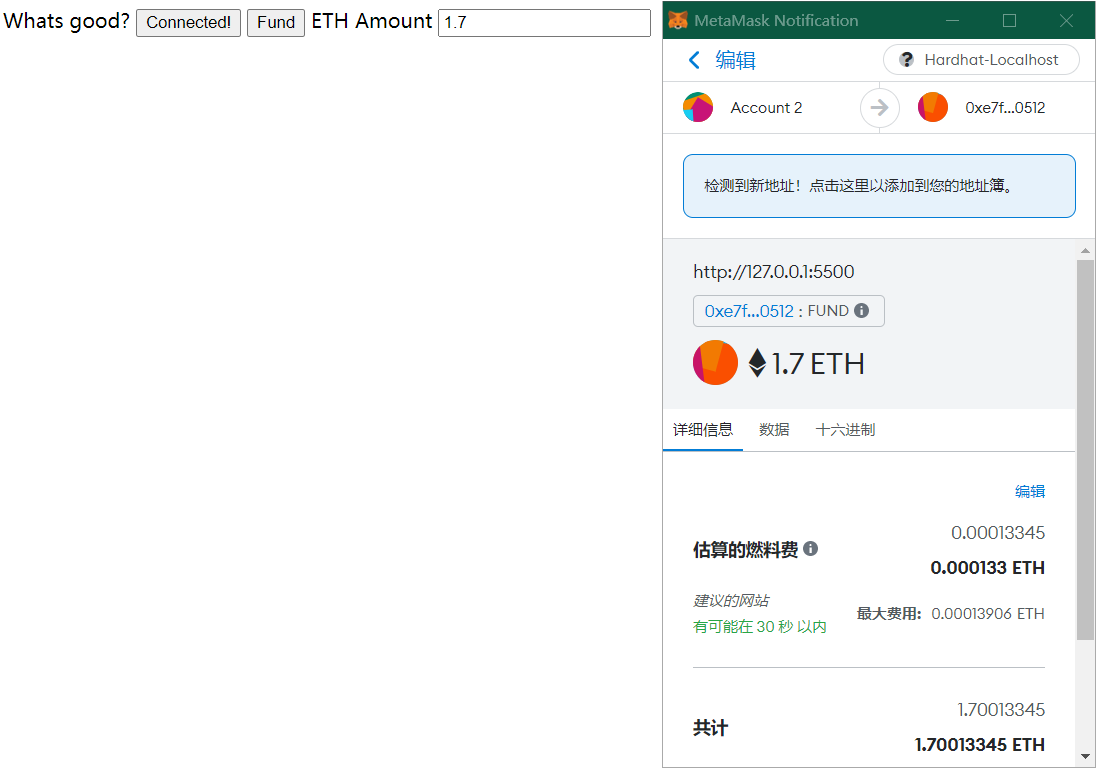 Whats good? Connected! Fund ETH Amount 1.7
MetaMask Notification
编辑 Hardhat-Localhost
Account 2 0xe7f...0512
检测到新地址！点击这里以添加到您的地址簿。
http://127.0.0.1:5500
0xe7f...0512 : FUND
1.7 ETH
详细信息 数据 十六进制
编辑
0.00013345
估算的燃料费 0.000133 ETH
建议的网站
有可能在 30 秒 以内 最大费用: 0.00013906 ETH
1.70013345
共计 1.70013345 ETH